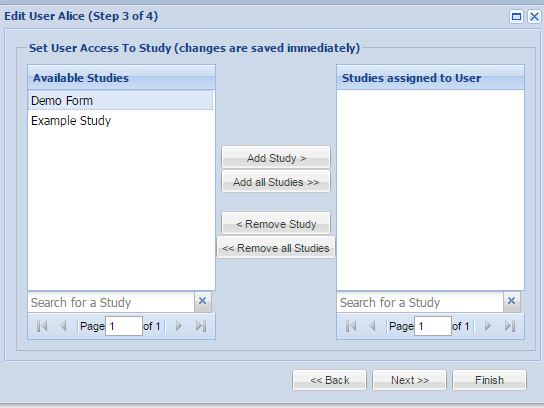 Edit User Alice (Step 3 of 4)
Set User Access To Study (changes are saved immediately)
Available Studies
Demo Form
Example Study
Search for a Study
Page 1 of 1
Add Study >
Add all Studies >>
< Remove Study
<< Remove all Studies
Studies assigned to User
Search for a Study
Page 1 of 1
<< Back
Next >>
Finish